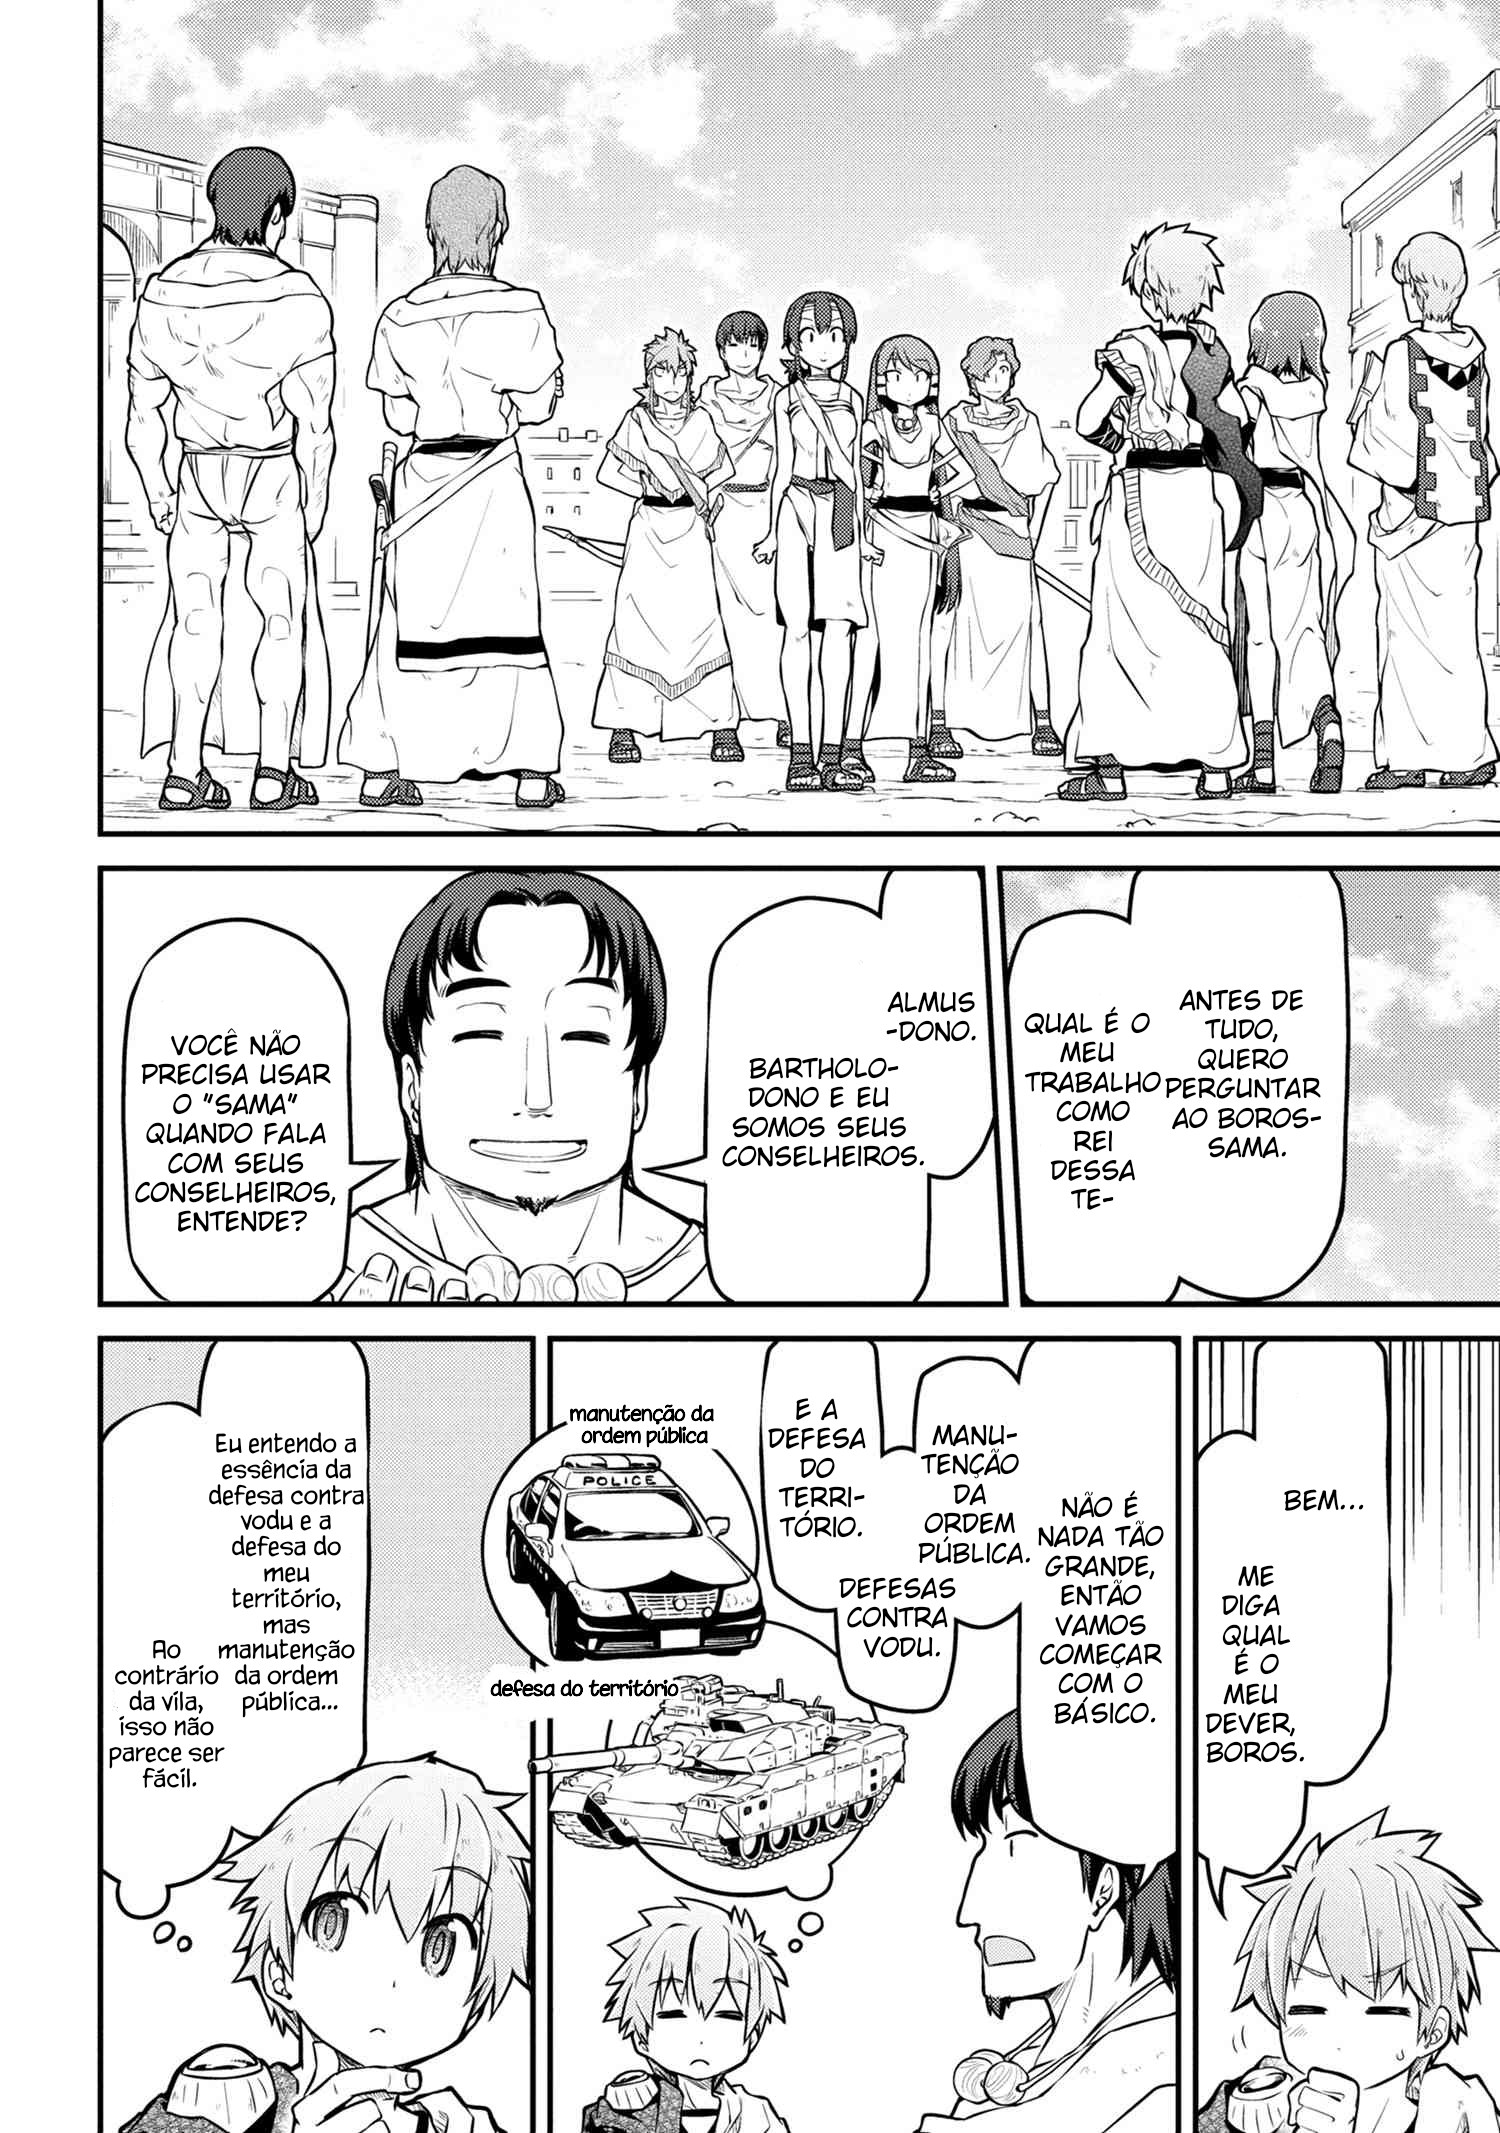 ANTES DE
TUDO,
QUERO
PERGUNTAR
AO BOROS-
SAMA.
QUAL É O
MEU
TRABALHO
COMO
REI
DESSA
TE-
ALMUS
-DONO.
BARTHOLO-
DONO E EU
SOMOS SEUS
CONSELHEIROS.
VOCÊ NÃO
PRECISA USAR
O "SAMA"
QUANDO FALA
COM SEUS
CONSELHEIROS,
ENTENDE?
BEM...
ME
DIGA
QUAL
É O
MEU
DEVER,
BOROS.
NÃO É
NADA TÃO
GRANDE,
ENTÃO
VAMOS
COMEÇAR
COM O
BÁSICO.
MANU-
TENÇÃO
DA
ORDEM
PÚBLICA.
E A
DEFESA
DO
TERRI-
TÓRIO.
DEFESAS
CONTRA
VODU.
manutenção da
ordem pública
POLICE
defesa do território
Eu entendo a
essência da
defesa contra
vodu e a
defesa do
meu
território,
mas
manutenção
da ordem
pública...
Ao
contrário
da vila,
isso não
parece ser
fácil.